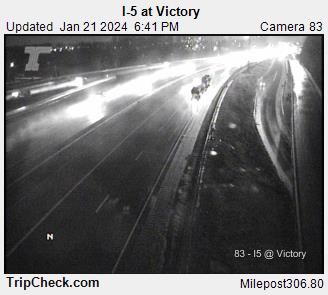 I-5 at Victory
Updated Jan 21 2024 6:41 PM Camera 83
T
N
83 - I5 @ Victory
TripCheck.com Milepost306.80